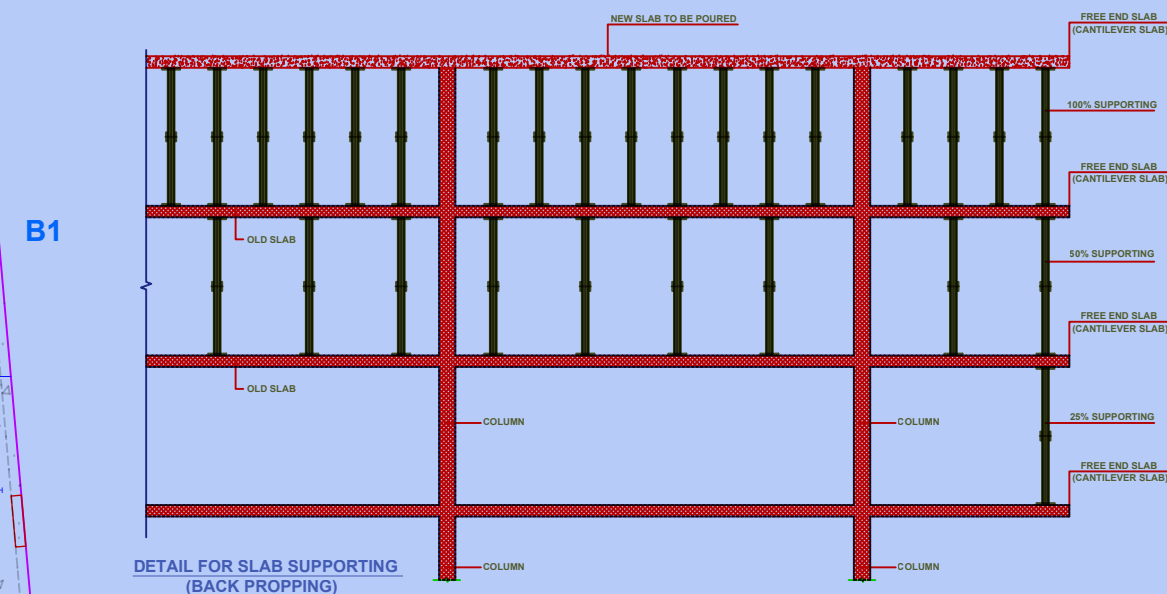 NEW SLAB TO BE POURED
FREE END SLAB
(CANTILEVER SLAB)
100% SUPPORTING
FREE END SLAB
(CANTILEVER SLAB)
B1
OLD SLAB
50% SUPPORTING
FREE END SLAB
(CANTILEVER SLAB)
OLD SLAB
COLUMN
COLUMN
25% SUPPORTING
FREE END SLAB
(CANTILEVER SLAB)
DETAIL FOR SLAB SUPPORTING
(BACK PROPPING)
COLUMN
COLUMN